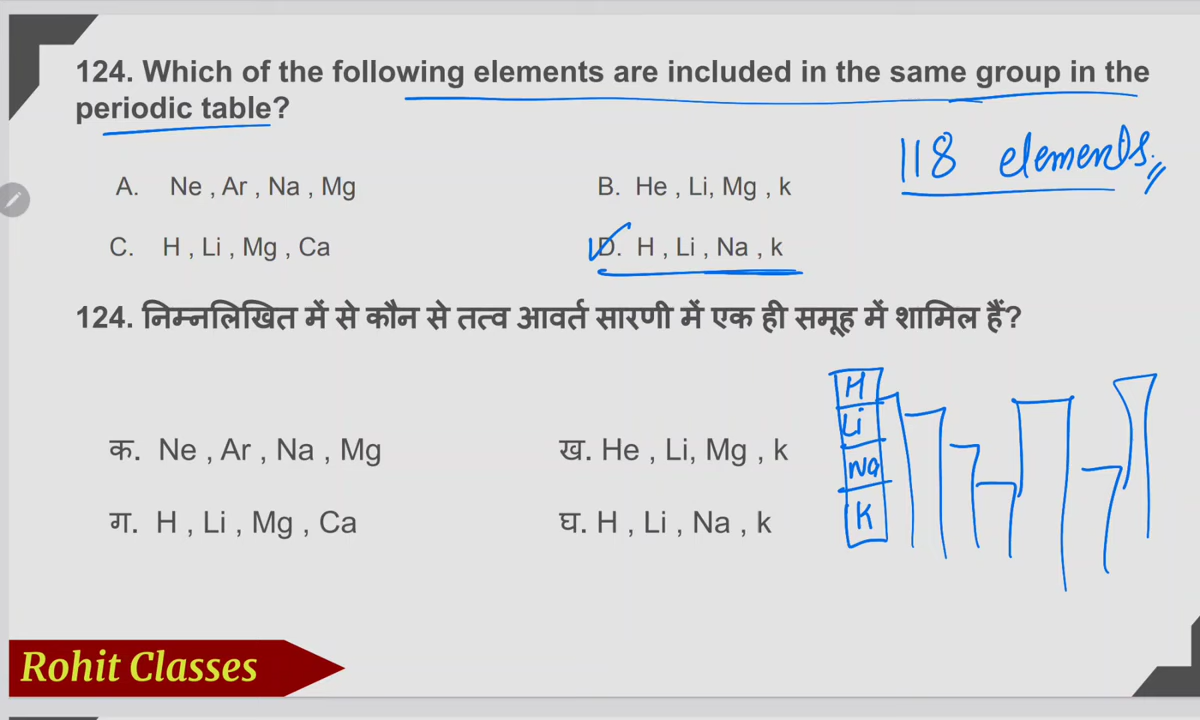 124. Which of the following elements are included in the same group in the
periodic table?
118 elements.
A. Ne , Ar , Na , Mg
B. He , Li, Mg , k
C. H , Li , Mg , Ca
D. H , Li , Na , k
124. निम्नलिखित में से कौन से तत्व आवर्त सारणी में एक ही समूह में शामिल हैं?
H
Li
Na
K
क. Ne , Ar , Na , Mg
ख. He , Li, Mg , k
ग. H , Li , Mg , Ca
घ. H , Li , Na , k
Rohit Classes